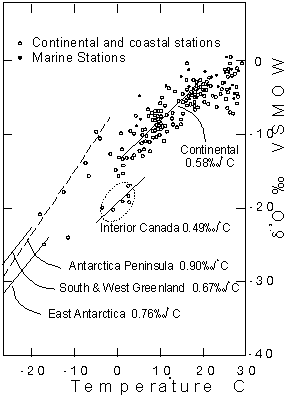 Continental and coastal stations
Marine Stations
0
-10
Continental
0.58‰/°C
-20
Interior Canada 0.49‰/°C
Antarctica Peninsula 0.90‰/°C
South & West Greenland 0.67‰/°C
-30
East Antarctica 0.76‰/°C
-40
δ¹⁸O ‰ VSMOW
-20 -10 0 10 20 30
Temperature °C